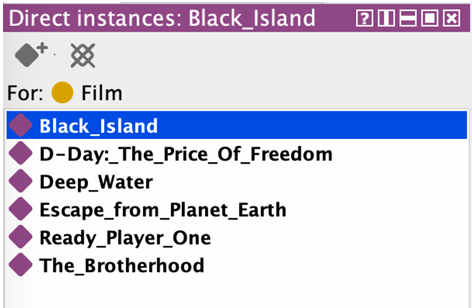 Direct instances: Black_Island
For: Film
Black_Island
D-Day:_The_Price_Of_Freedom
Deep_Water
Escape_from_Planet_Earth
Ready_Player_One
The_Brotherhood